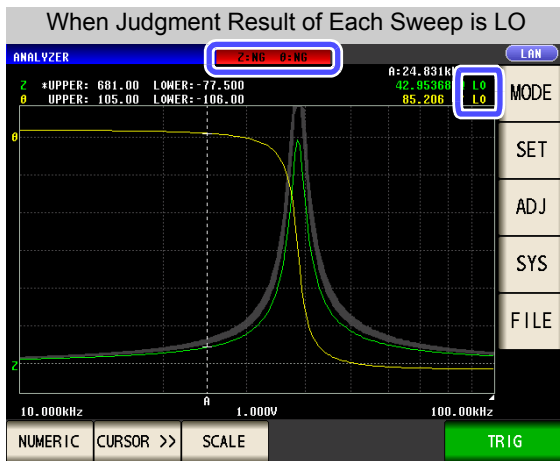 When Judgment Result of Each Sweep is LO
ANALYZER
Z:NG θ:NG
LAN
A:24.831k
Z *UPPER: 681.00 LOWER:-77.500
42.95368 LO
θ UPPER: 105.00 LOWER:-106.00
85.206 LO
θ
Z
A
10.000kHz
1.000V
100.00kHz
MODE
SET
ADJ
SYS
FILE
NUMERIC
CURSOR >>
SCALE
TRIG